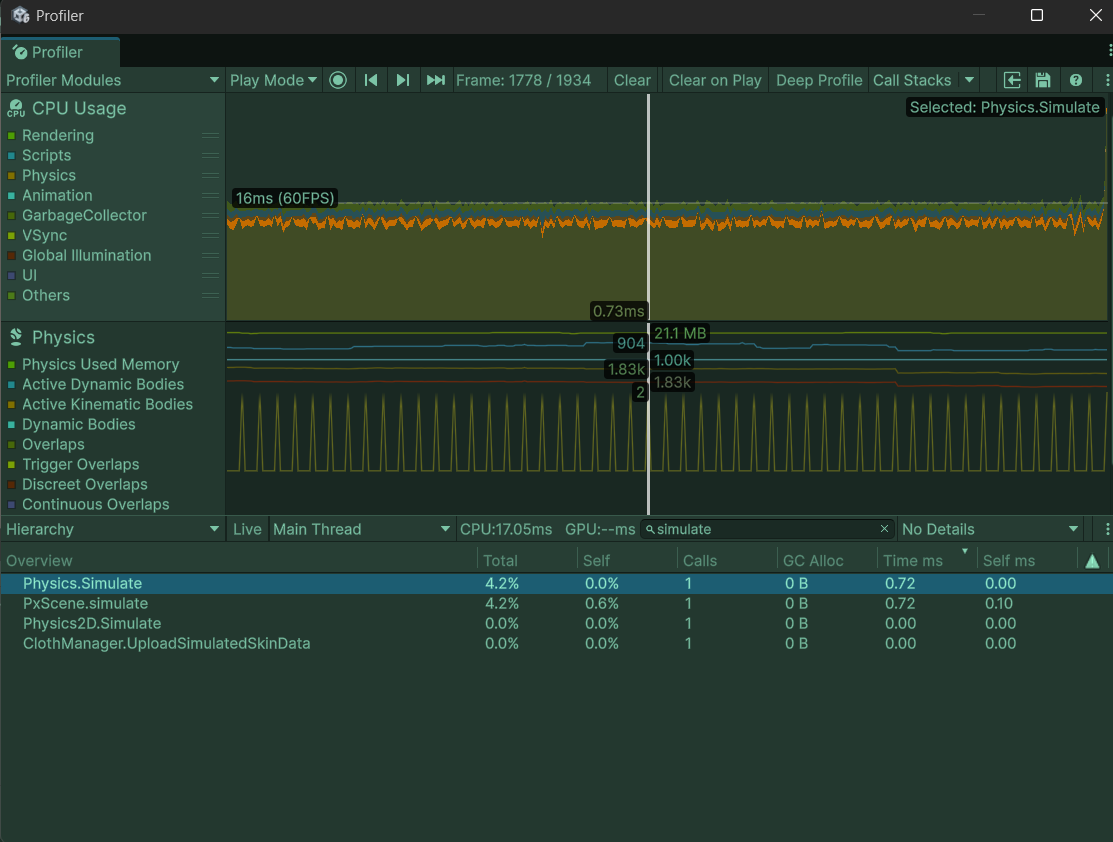 Profiler
Profiler
Profiler Modules Play Mode Frame: 1778 / 1934 Clear Clear on Play Deep Profile Call Stacks
CPU Usage
CPU
Selected: Physics.Simulate
Rendering
Scripts
Physics
Animation
GarbageCollector
VSync
Global Illumination
UI
Others
16ms (60FPS)
0.73ms
Physics
Physics Used Memory
Active Dynamic Bodies
Active Kinematic Bodies
Dynamic Bodies
Overlaps
Trigger Overlaps
Discreet Overlaps
Continuous Overlaps
21.1 MB
904
1.00k
1.83k
1.83k
2
Hierarchy Live Main Thread CPU:17.05ms GPU:--ms simulate No Details
Overview Total Self Calls GC Alloc Time ms Self ms
Physics.Simulate 4.2% 0.0% 1 0 B 0.72 0.00
PxScene.simulate 4.2% 0.6% 1 0 B 0.72 0.10
Physics2D.Simulate 0.0% 0.0% 1 0 B 0.00 0.00
ClothManager.UploadSimulatedSkinData 0.0% 0.0% 1 0 B 0.00 0.00